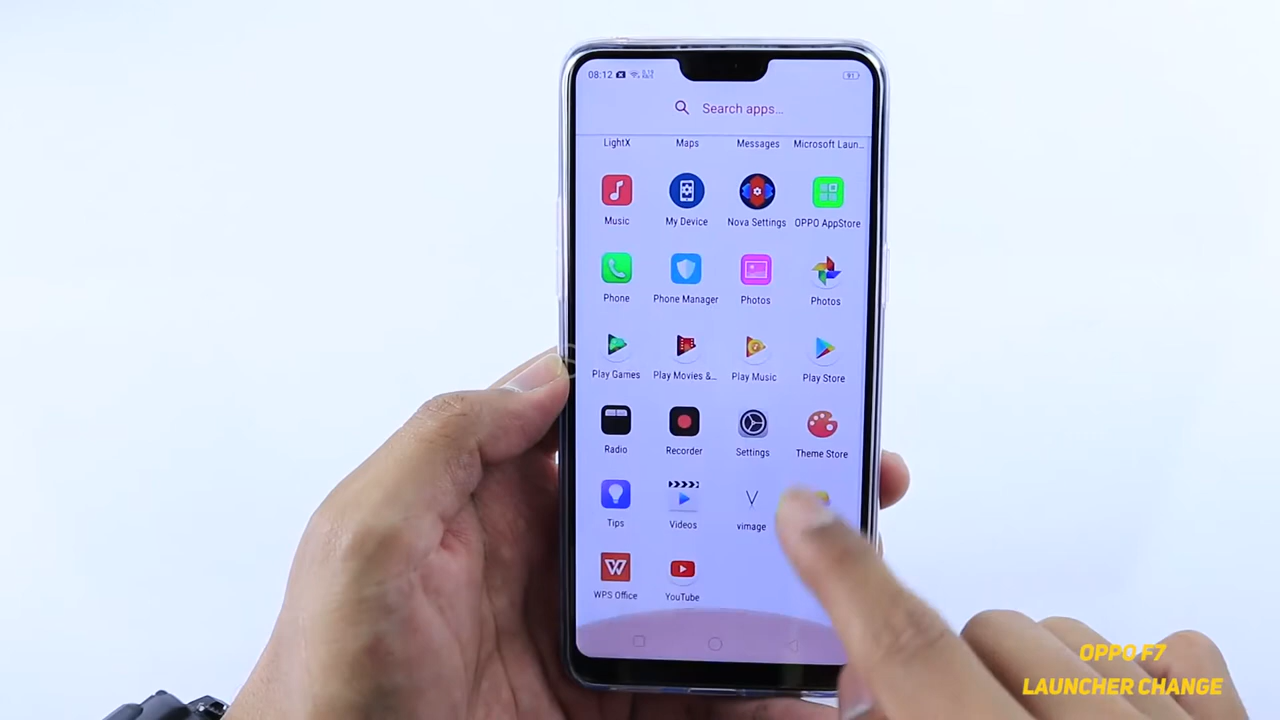 08:12
91
Search apps...
LightX Maps Messages Microsoft Laun...
Music My Device Nova Settings OPPO AppStore
Phone Phone Manager Photos Photos
Play Games Play Movies &... Play Music Play Store
Radio Recorder Settings Theme Store
Tips Videos vimage
WPS Office YouTube
OPPO F7
LAUNCHER CHANGE